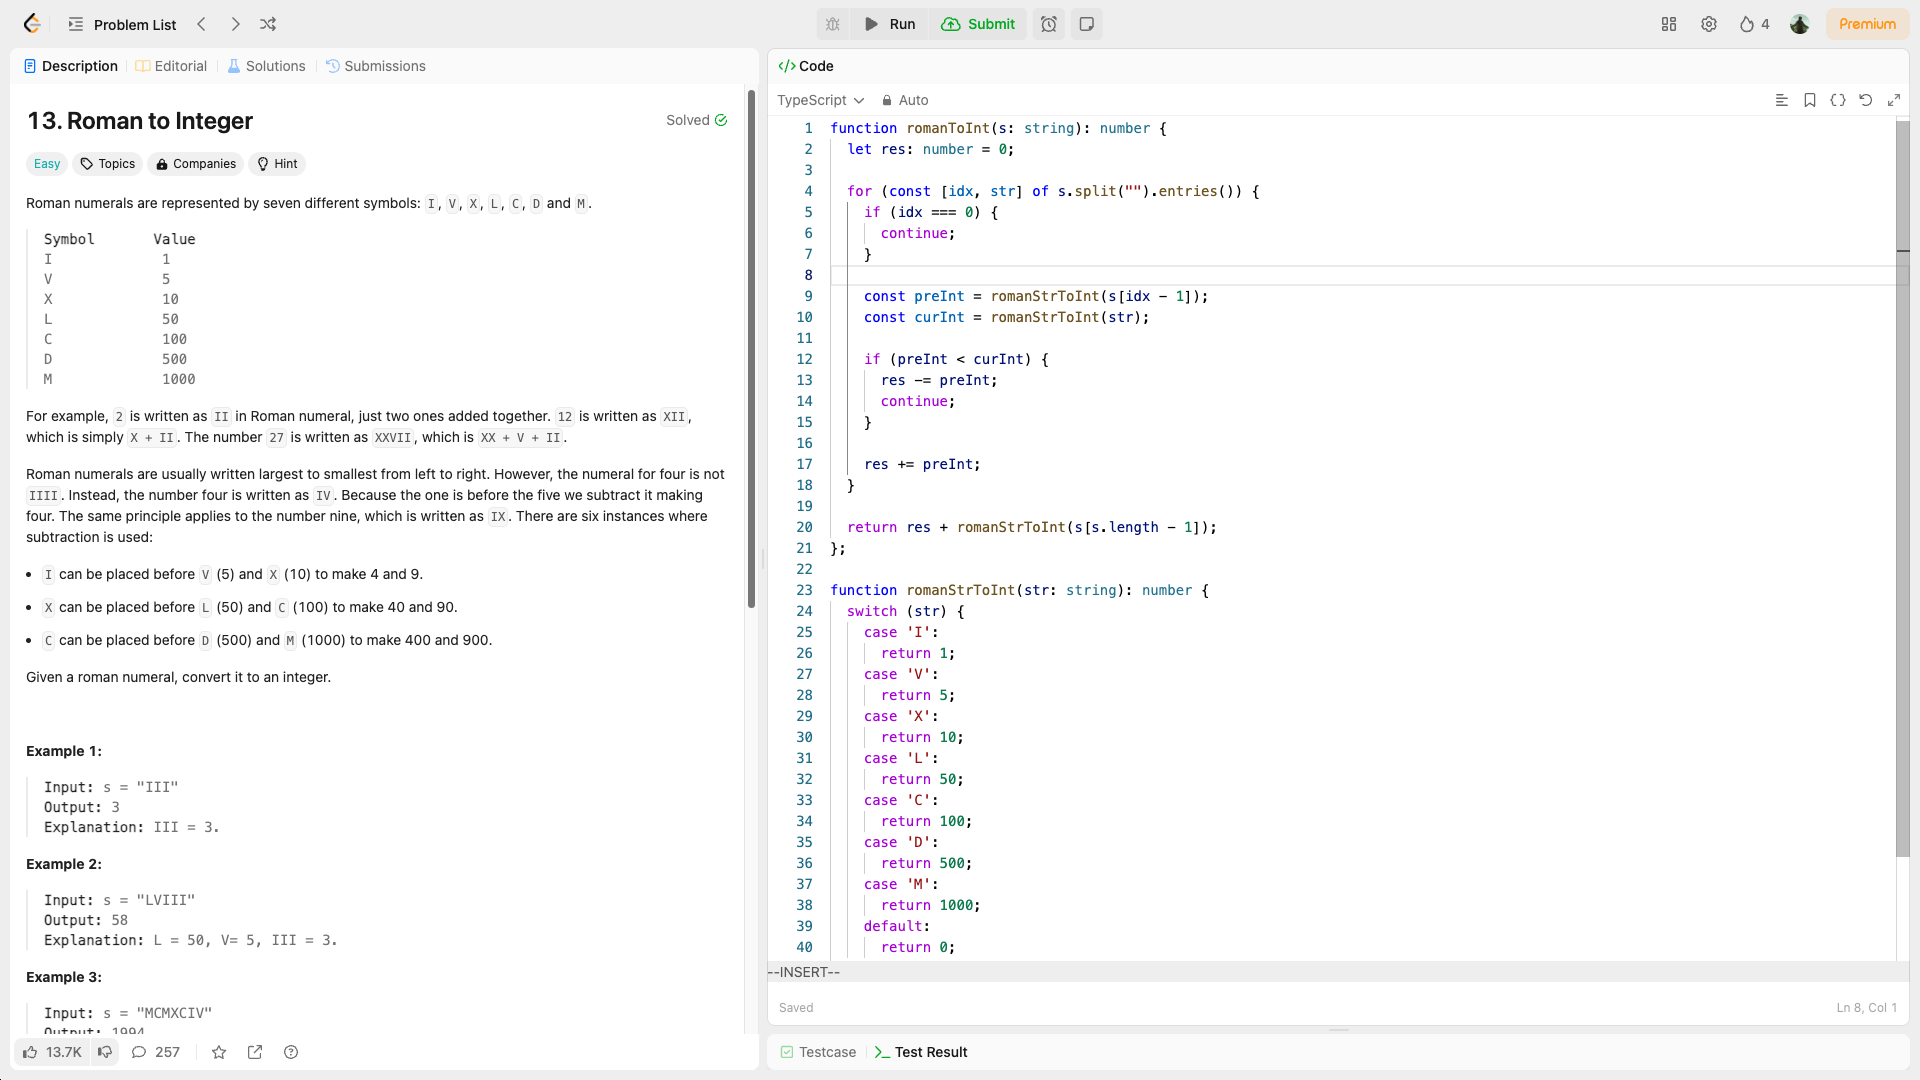 Problem List
Run
Submit
4
Premium
Description
Editorial
Solutions
Submissions
13. Roman to Integer
Solved
Easy
Topics
Companies
Hint
Roman numerals are represented by seven different symbols: I, V, X, L, C, D and M.
Symbol Value
I 1
V 5
X 10
L 50
C 100
D 500
M 1000
For example, 2 is written as II in Roman numeral, just two ones added together. 12 is written as XII,
which is simply X + II. The number 27 is written as XXVII, which is XX + V + II.
Roman numerals are usually written largest to smallest from left to right. However, the numeral for four is not
IIII. Instead, the number four is written as IV. Because the one is before the five we subtract it making
four. The same principle applies to the number nine, which is written as IX. There are six instances where
subtraction is used:
• I can be placed before V (5) and X (10) to make 4 and 9.
• X can be placed before L (50) and C (100) to make 40 and 90.
• C can be placed before D (500) and M (1000) to make 400 and 900.
Given a roman numeral, convert it to an integer.
Example 1:
Input: s = "III"
Output: 3
Explanation: III = 3.
Example 2:
Input: s = "LVIII"
Output: 58
Explanation: L = 50, V= 5, III = 3.
Example 3:
Input: s = "MCMXCIV"
Output: 1994
13.7K
257
</> Code
TypeScript
Auto
1 function romanToInt(s: string): number {
2   let res: number = 0;
3
4   for (const [idx, str] of s.split("").entries()) {
5     if (idx === 0) {
6       continue;
7     }
8
9     const preInt = romanStrToInt(s[idx - 1]);
10     const curInt = romanStrToInt(str);
11
12     if (preInt < curInt) {
13       res -= preInt;
14       continue;
15     }
16
17     res += preInt;
18   }
19
20   return res + romanStrToInt(s[s.length - 1]);
21 };
22
23 function romanStrToInt(str: string): number {
24   switch (str) {
25     case 'I':
26       return 1;
27     case 'V':
28       return 5;
29     case 'X':
30       return 10;
31     case 'L':
32       return 50;
33     case 'C':
34       return 100;
35     case 'D':
36       return 500;
37     case 'M':
38       return 1000;
39     default:
40       return 0;
--INSERT--
Saved
Ln 8, Col 1
Testcase
Test Result